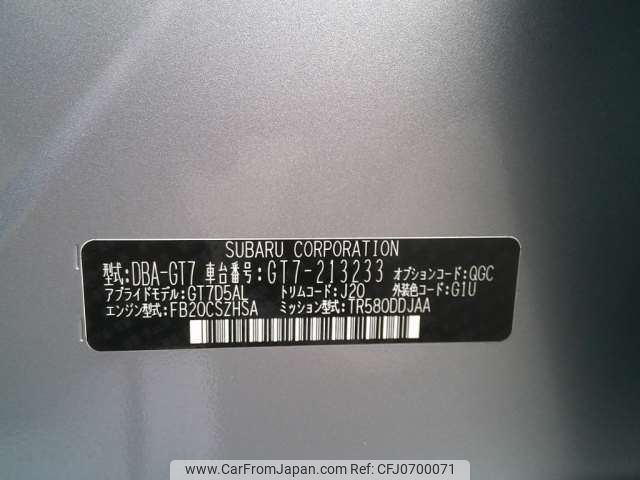 SUBARU CORPORATION
型式:DBA-GT7 車台番号:GT7-213233 オプションコード:QGC
アプライドモデル:GT7D5AL トリムコード:J20 外装色コード:G1U
エンジン型式:FB20CSZHSA ミッション型式:TR580DDJAA
www.CarFromJapan.com - CFJ0700071